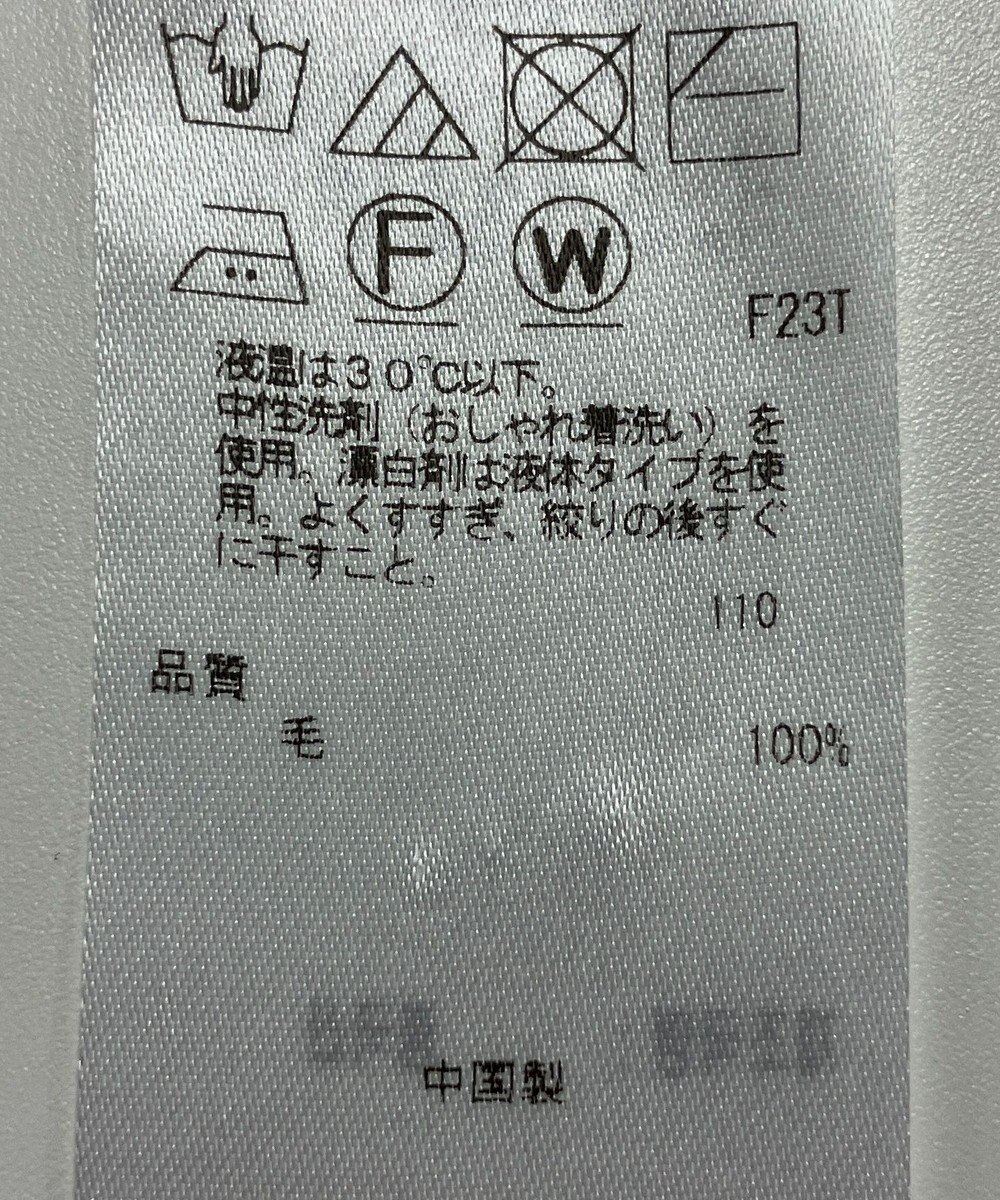 F W
F23T
液温は30℃以下。
中性洗剤（おしゃれ着洗い）を
使用。漂白剤は液体タイプを使
用。よくすすぎ、絞りの後すぐ
に干すこと。
110
品質
毛 100%
中国製